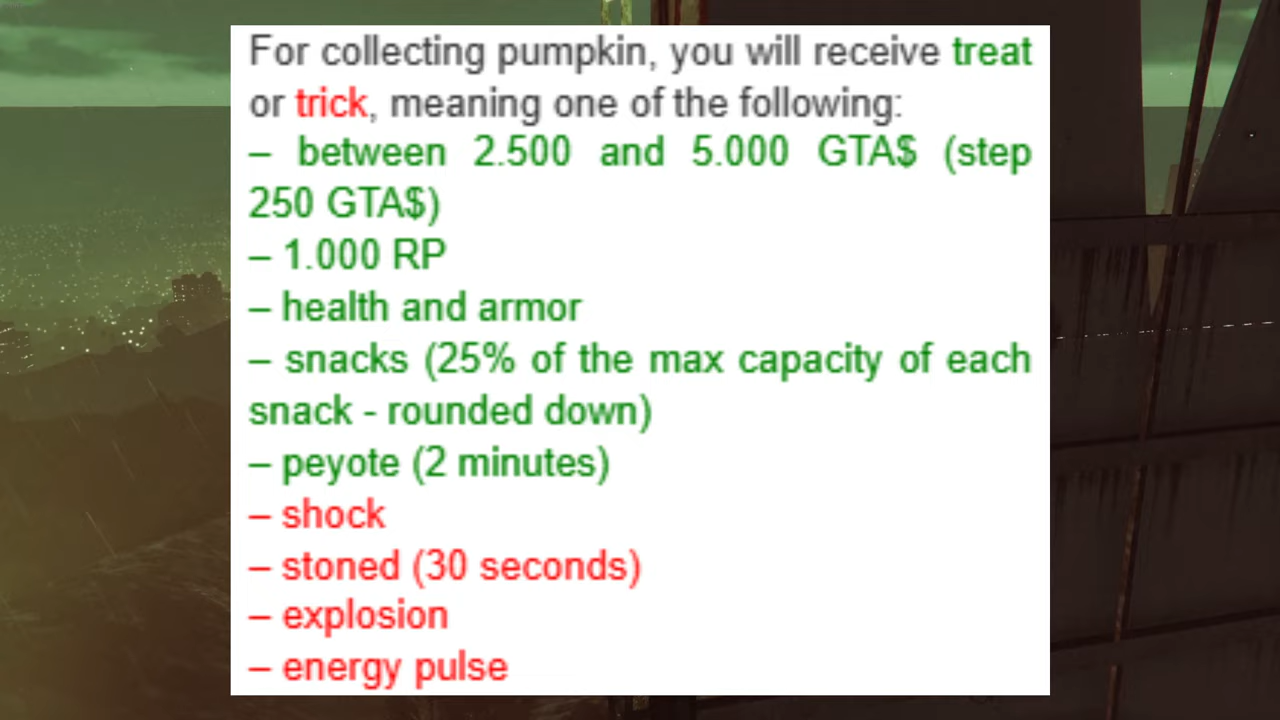 For collecting pumpkin, you will receive treat
or trick, meaning one of the following:
– between 2.500 and 5.000 GTA$ (step
250 GTA$)
– 1.000 RP
– health and armor
– snacks (25% of the max capacity of each
snack - rounded down)
– peyote (2 minutes)
– shock
– stoned (30 seconds)
– explosion
– energy pulse